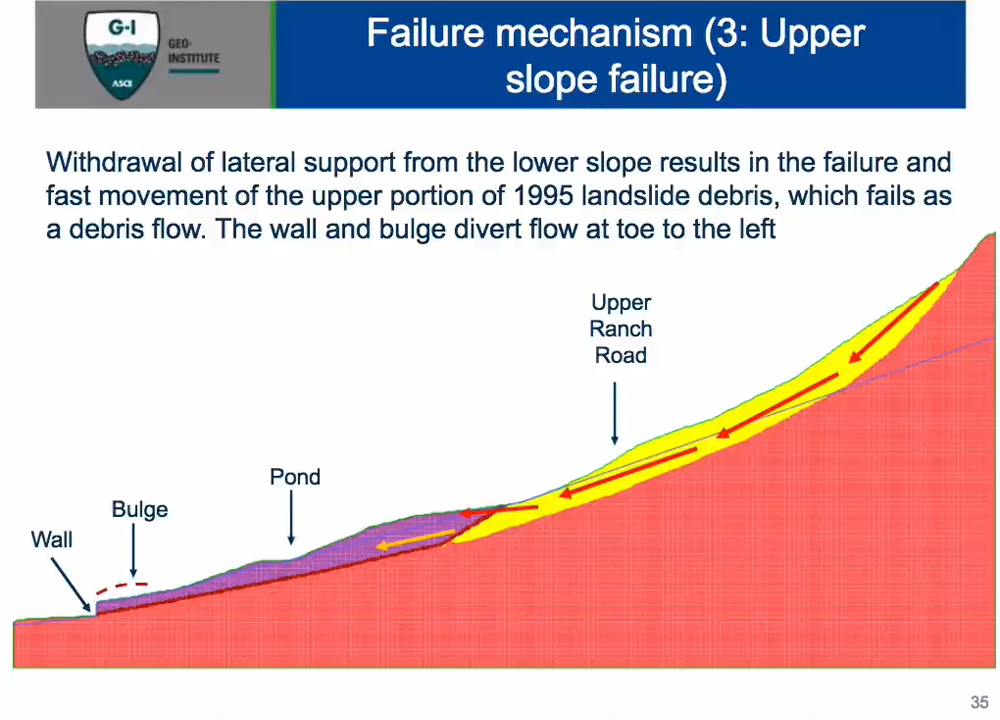 G-I
GEO-
INSTITUTE
ASCE
Failure mechanism (3: Upper
slope failure)
Withdrawal of lateral support from the lower slope results in the failure and
fast movement of the upper portion of 1995 landslide debris, which fails as
a debris flow. The wall and bulge divert flow at toe to the left
Upper
Ranch
Road
Pond
Bulge
Wall
35